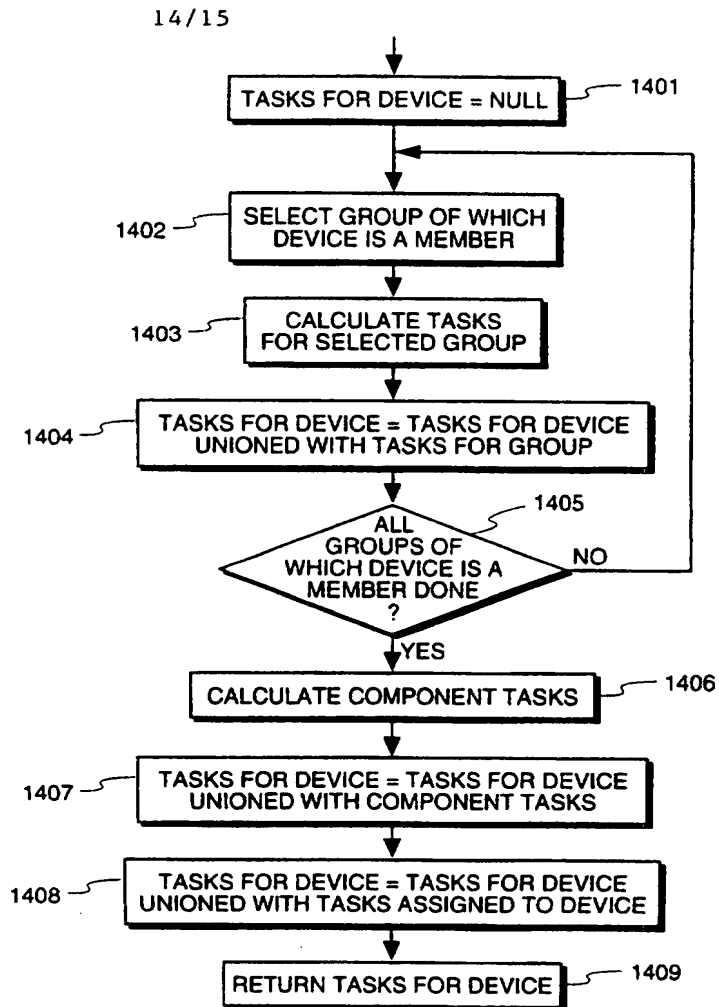 14/15
TASKS FOR DEVICE = NULL
1401
1402
SELECT GROUP OF WHICH
DEVICE IS A MEMBER
1403
CALCULATE TASKS
FOR SELECTED GROUP
1404
TASKS FOR DEVICE = TASKS FOR DEVICE
UNIONED WITH TASKS FOR GROUP
1405
ALL
GROUPS OF
WHICH DEVICE IS A
MEMBER DONE
?
NO
YES
CALCULATE COMPONENT TASKS
1406
1407
TASKS FOR DEVICE = TASKS FOR DEVICE
UNIONED WITH COMPONENT TASKS
1408
TASKS FOR DEVICE = TASKS FOR DEVICE
UNIONED WITH TASKS ASSIGNED TO DEVICE
RETURN TASKS FOR DEVICE
1409